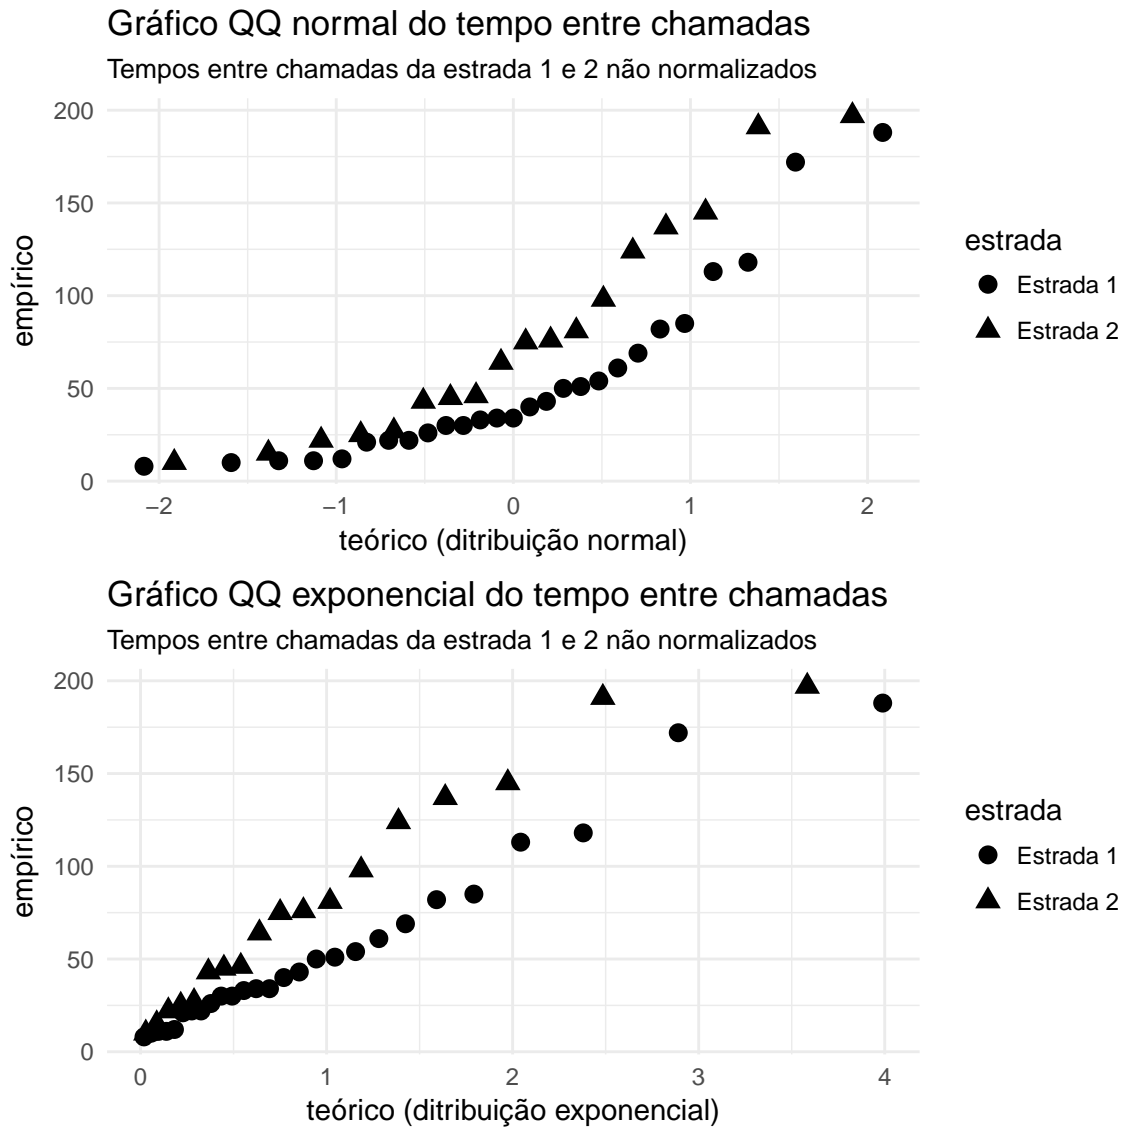 Gráfico QQ normal do tempo entre chamadas
Tempos entre chamadas da estrada 1 e 2 não normalizados
200
150
100
50
0
empírico
−2
−1
0
1
2
teórico (ditribuição normal)
estrada
Estrada 1
Estrada 2
Gráfico QQ exponencial do tempo entre chamadas
Tempos entre chamadas da estrada 1 e 2 não normalizados
200
150
100
50
0
empírico
0
1
2
3
4
teórico (ditribuição exponencial)
estrada
Estrada 1
Estrada 2